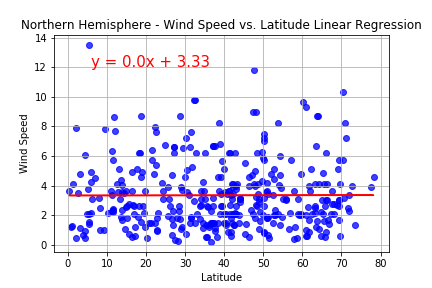 Northern Hemisphere - Wind Speed vs. Latitude Linear Regression
14
12
10
8
6
4
2
0
Wind Speed
y = 0.0x + 3.33
0 10 20 30 40 50 60 70 80
Latitude